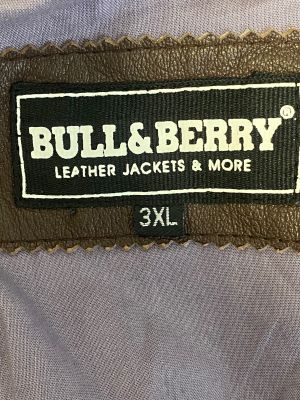 BULL&BERRY®
LEATHER JACKETS & MORE
3XL